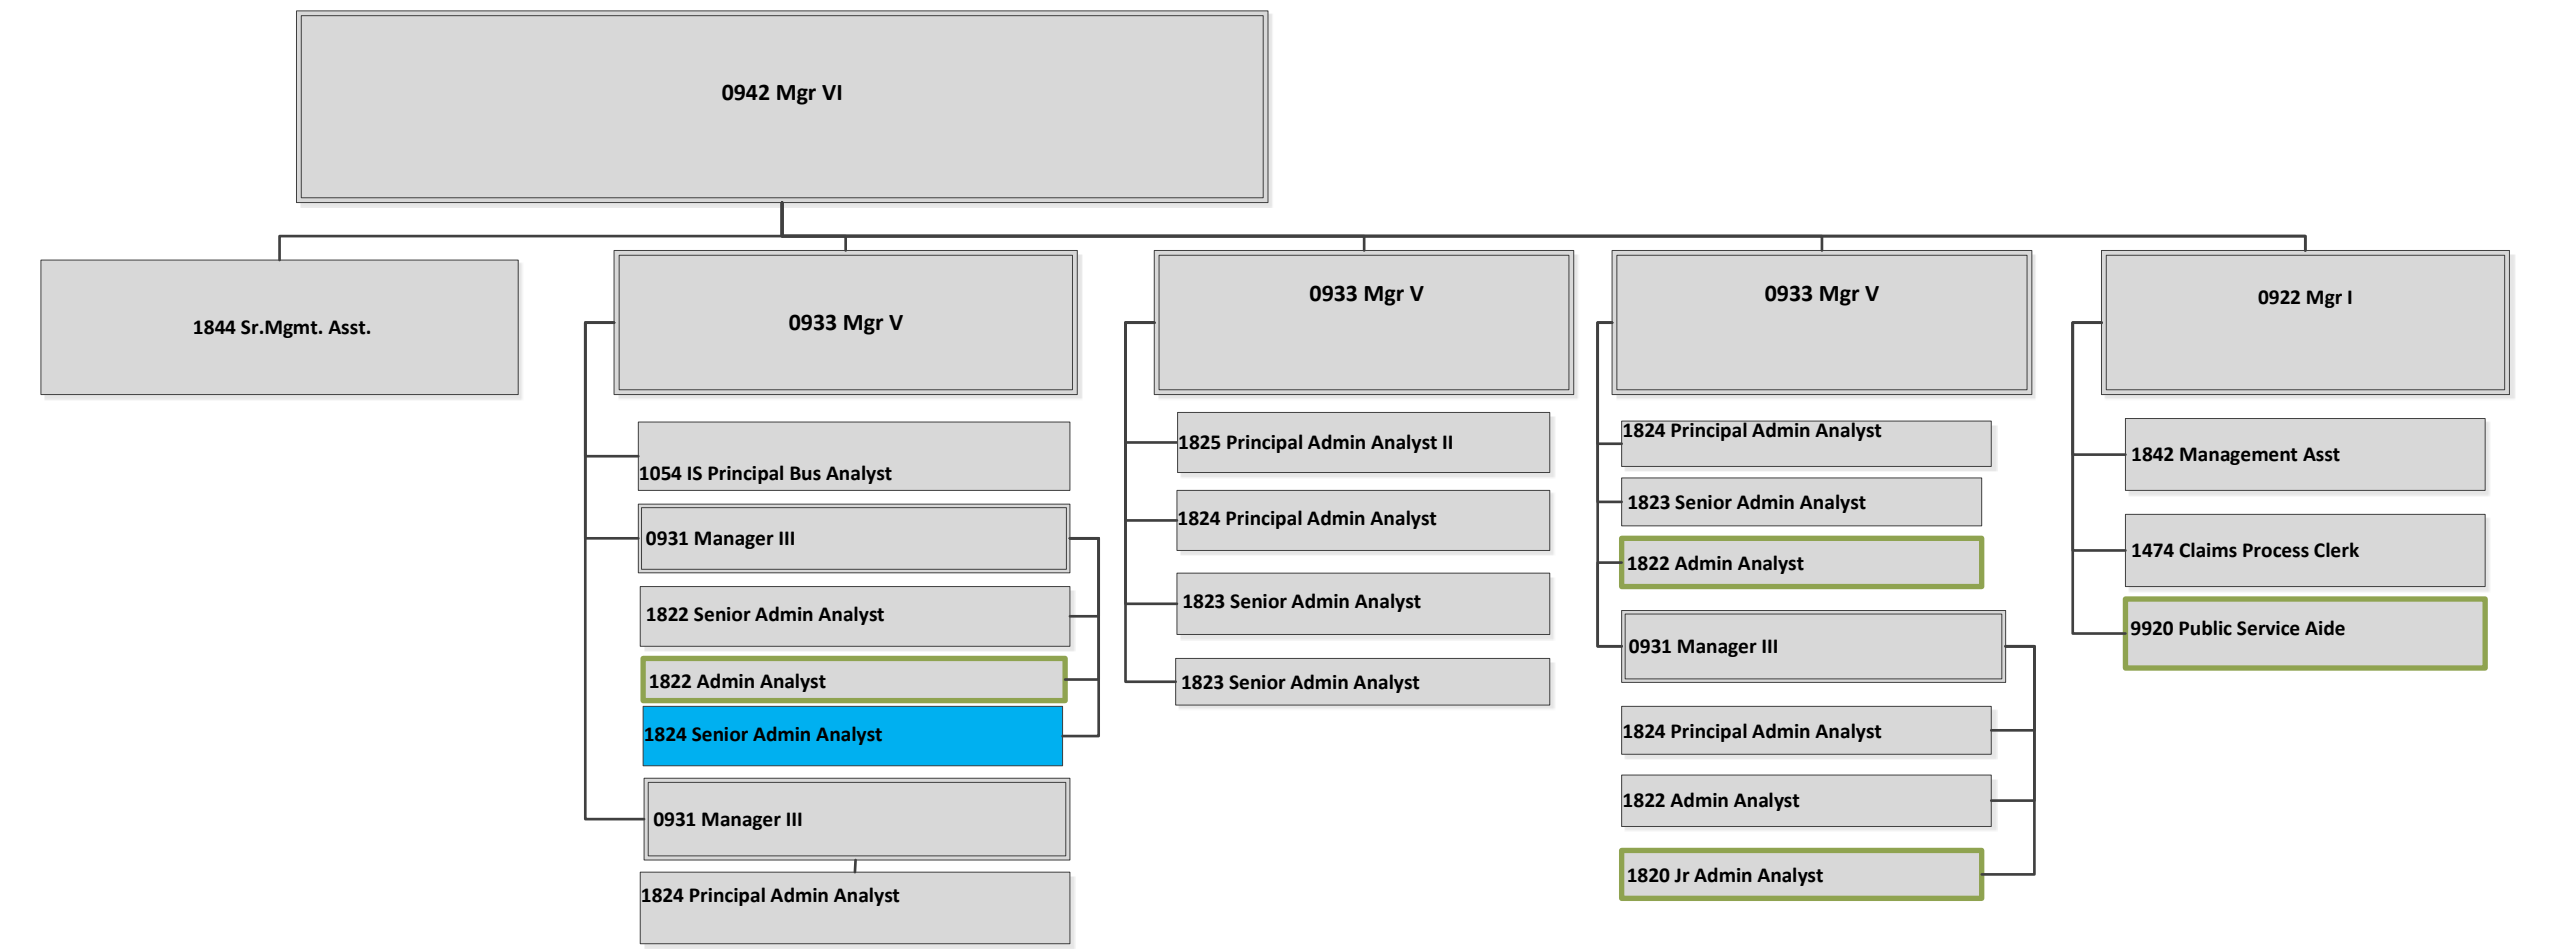 0942 Mgr VI
1844 Sr.Mgmt. Asst.
0933 Mgr V
1054 IS Principal Bus Analyst
0931 Manager III
1822 Senior Admin Analyst
1822 Admin Analyst
1824 Senior Admin Analyst
0931 Manager III
1824 Principal Admin Analyst
0933 Mgr V
1825 Principal Admin Analyst II
1824 Principal Admin Analyst
1823 Senior Admin Analyst
1823 Senior Admin Analyst
0933 Mgr V
1824 Principal Admin Analyst
1823 Senior Admin Analyst
1822 Admin Analyst
0931 Manager III
1824 Principal Admin Analyst
1822 Admin Analyst
1820 Jr Admin Analyst
0922 Mgr I
1842 Management Asst
1474 Claims Process Clerk
9920 Public Service Aide